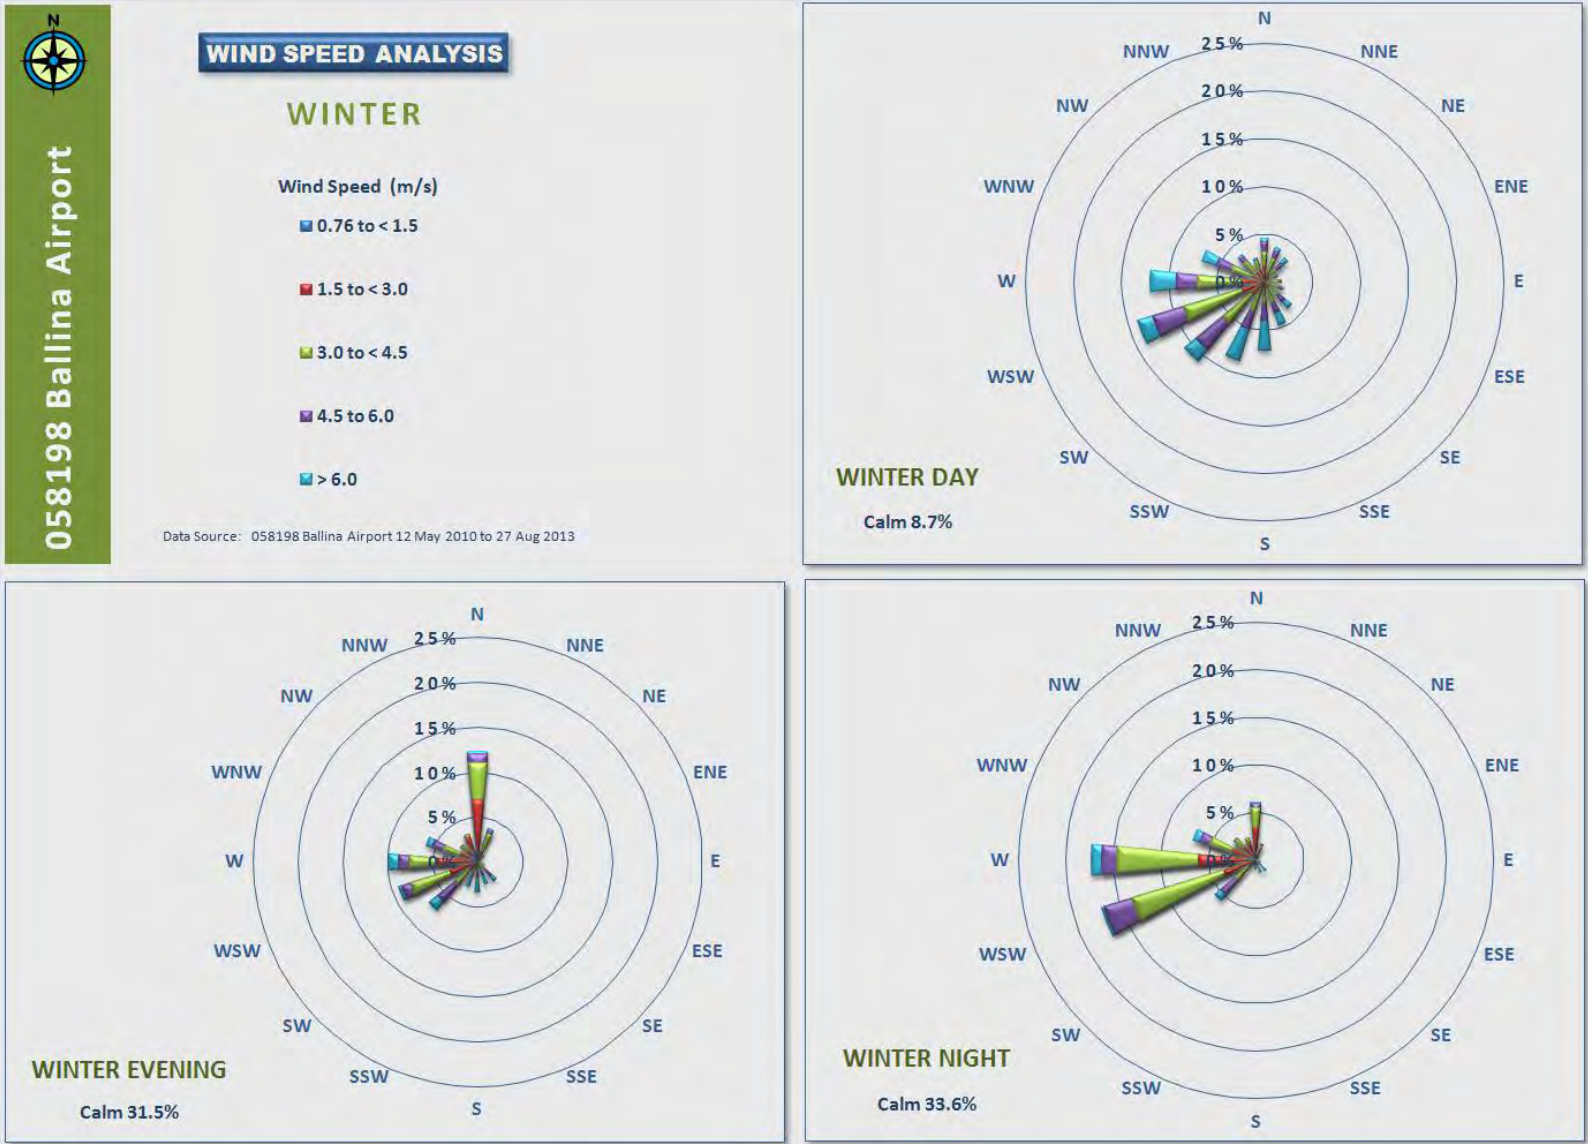 N
058198 Ballina Airport
WIND SPEED ANALYSIS
WINTER
Wind Speed (m/s)
0.76 to < 1.5
1.5 to < 3.0
3.0 to < 4.5
4.5 to 6.0
> 6.0
Data Source: 058198 Ballina Airport 12 May 2010 to 27 Aug 2013
N
NNW 25% NNE
20%
NW NE
15%
WNW 10% ENE
5%
W 0% E
WSW ESE
SW SE
WINTER DAY
SSW SSE
Calm 8.7%
S
N
NNW 25% NNE
20%
NW NE
15%
WNW 10% ENE
5%
W 0% E
WSW ESE
SW SE
WINTER EVENING
SSW SSE
Calm 31.5%
S
N
NNW 25% NNE
20%
NW NE
15%
WNW 10% ENE
5%
W 0% E
WSW ESE
SW SE
WINTER NIGHT
SSW SSE
Calm 33.6%
S